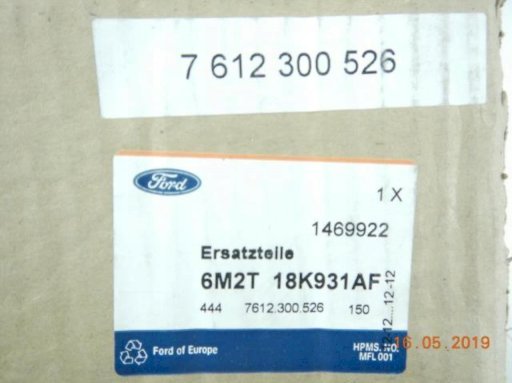 7 612 300 526
Ford
1 X
1469922
Ersatzteile
6M2T 18K931AF
444 7612.300.526 150
Ford of Europe
HPMS. NO.
MFL 001
16.05.2019